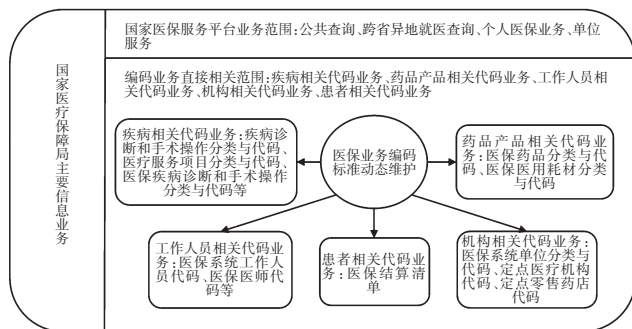 国家医疗保障局主要信息业务
国家医保服务平台业务范围:公共查询、跨省异地就医查询、个人医保业务、单位
服务
编码业务直接相关范围:疾病相关代码业务、药品产品相关代码业务、工作人员相
关代码业务、机构相关代码业务、患者相关代码业务
疾病相关代码业务:疾病诊
断和手术操作分类与代码、
医疗服务项目分类与代码、
医保疾病诊断和手术操作
分类与代码等
医保业务编码
标准动态维护
药品产品相关代码业
务:医保药品分类与代
码、医保医用耗材分类
与代码
工作人员相关代码业
务:医保系统工作人
员代码、医保医师代
码等
患者相关代码业
务:医保结算清
单
机构相关代码业务:
医保系统单位分类与
代码、定点医疗机构
代码、定点零售药店
代码